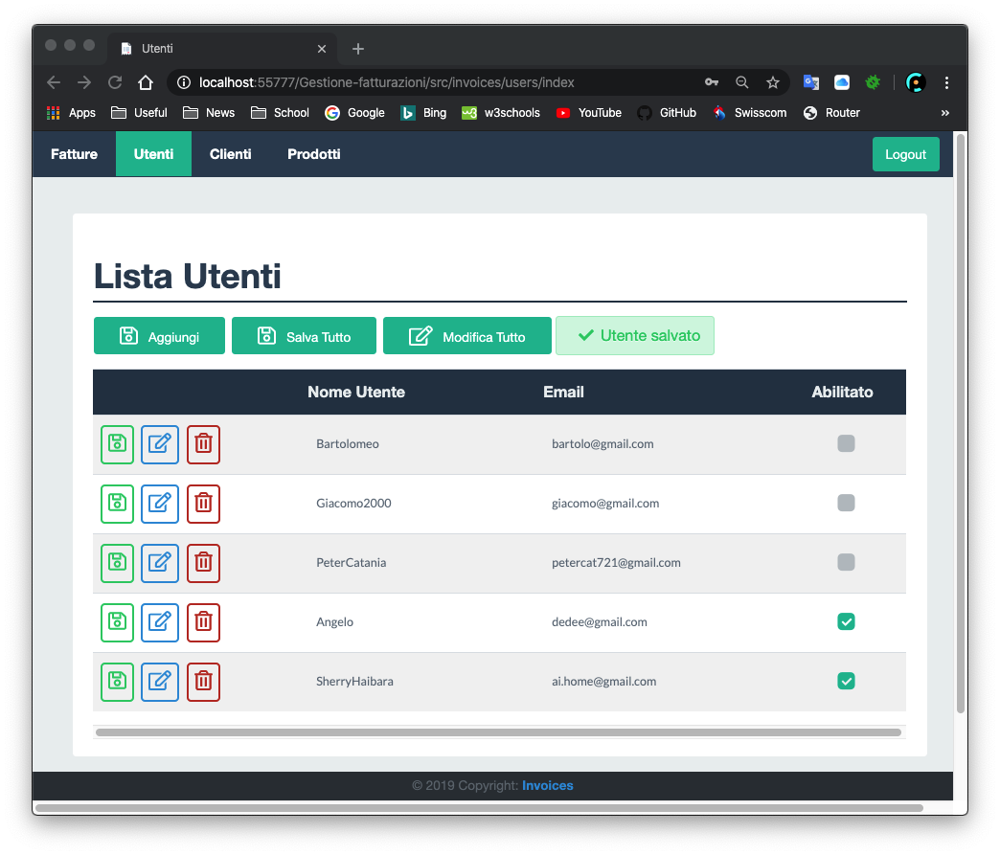 Utenti
localhost:55777/Gestione-fatturazioni/src/invoices/users/index
Apps Useful News School Google Bing w3schools YouTube GitHub Swisscom Router »
Fatture Utenti Clienti Prodotti Logout
Lista Utenti
Aggiungi Salva Tutto Modifica Tutto Utente salvato
Nome Utente Email Abilitato
Bartolomeo bartolo@gmail.com
Giacomo2000 giacomo@gmail.com
PeterCatania petercat721@gmail.com
Angelo dedee@gmail.com
SherryHaibara ai.home@gmail.com
© 2019 Copyright: Invoices